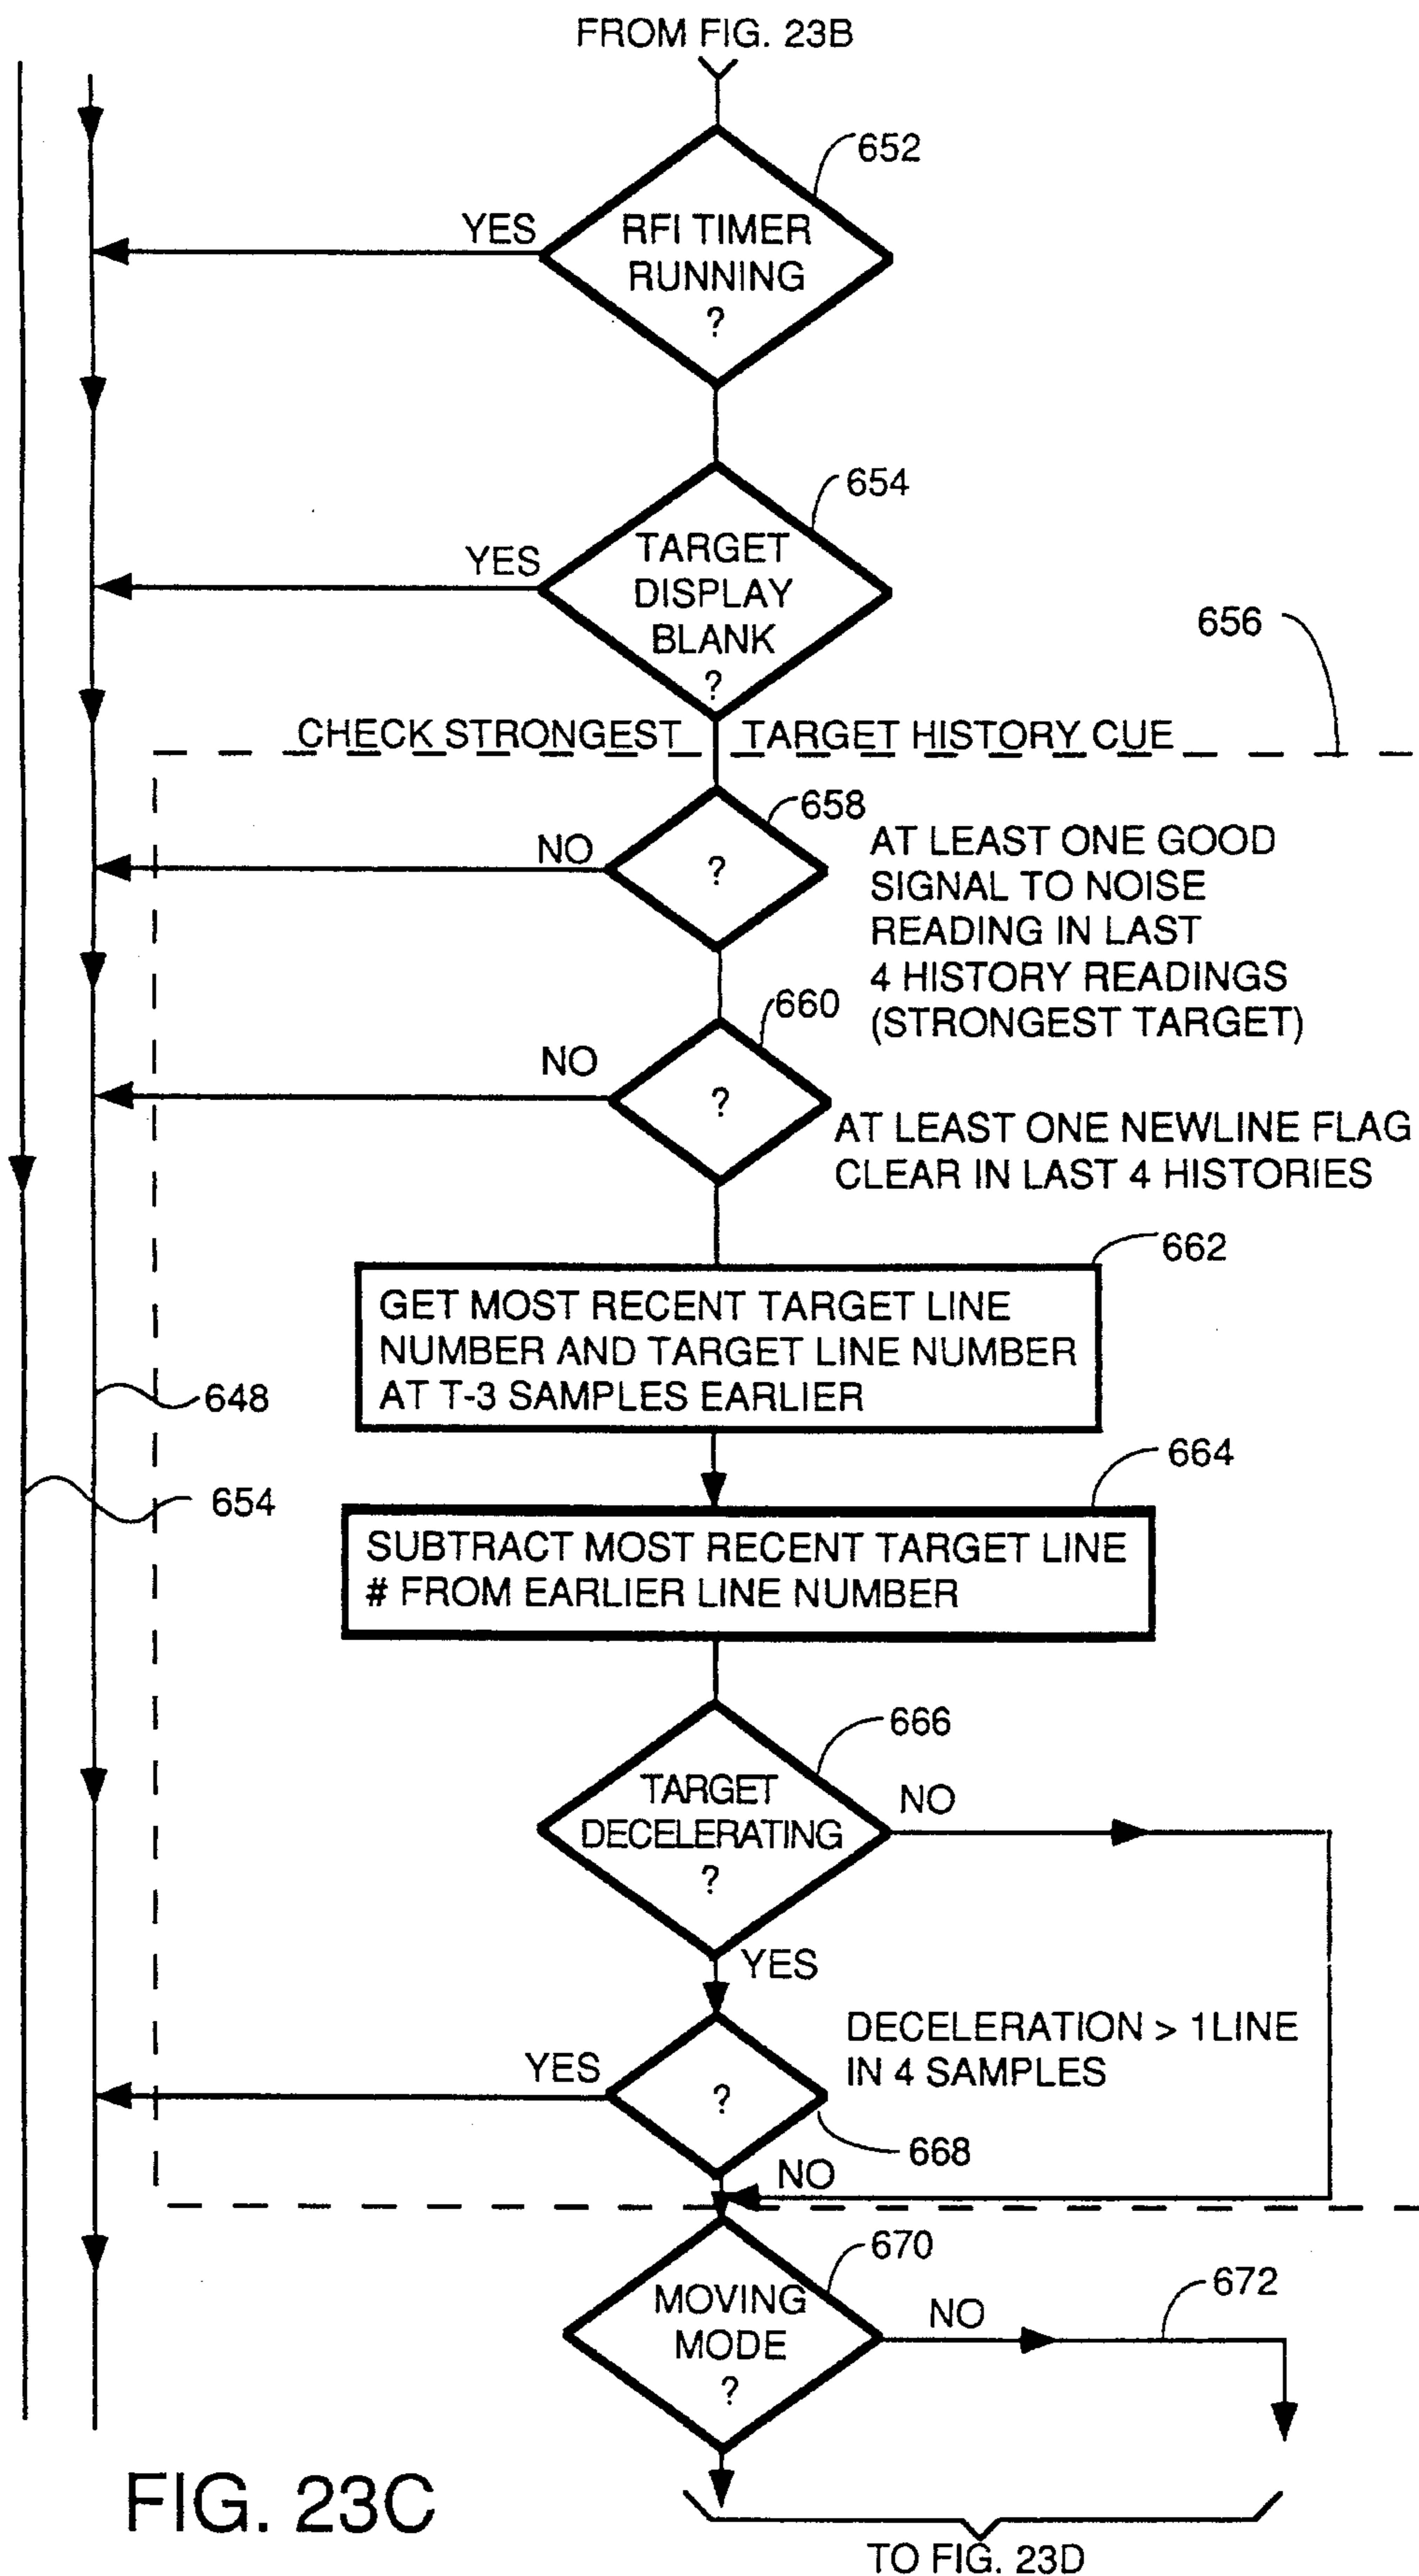 FROM FIG. 23B
652
YES
RFI TIMER
RUNNING
?
654
YES
TARGET
DISPLAY
BLANK
?
656
CHECK STRONGEST TARGET HISTORY CUE
658
NO
?
AT LEAST ONE GOOD
SIGNAL TO NOISE
READING IN LAST
4 HISTORY READINGS
(STRONGEST TARGET)
660
NO
?
AT LEAST ONE NEWLINE FLAG
CLEAR IN LAST 4 HISTORIES
662
GET MOST RECENT TARGET LINE
NUMBER AND TARGET LINE NUMBER
AT T-3 SAMPLES EARLIER
648
664
654
SUBTRACT MOST RECENT TARGET LINE
# FROM EARLIER LINE NUMBER
666
TARGET
DECELERATING
?
NO
YES
DECELERATION > 1LINE
IN 4 SAMPLES
YES
?
668
NO
670
MOVING
MODE
?
NO
672
FIG. 23C
TO FIG. 23D